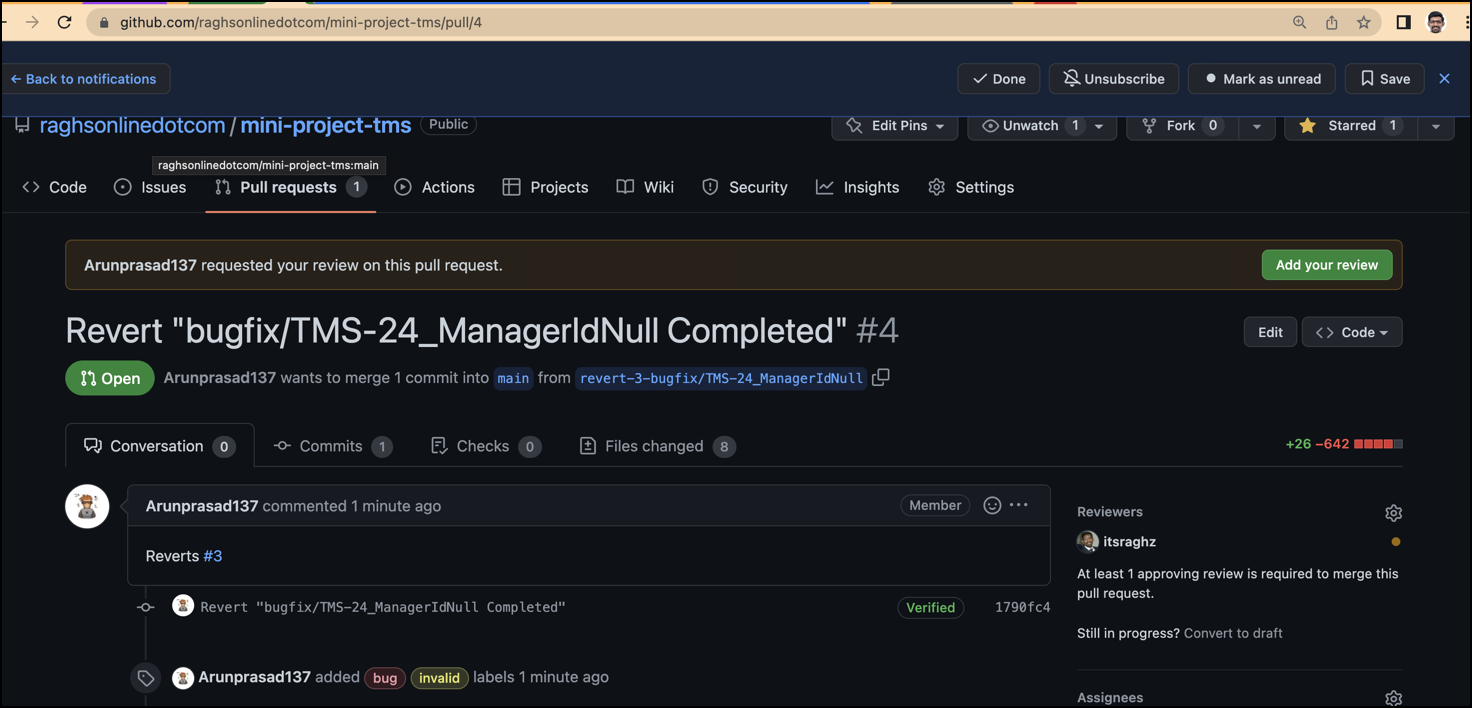 github.com/raghsonlinedotcom/mini-project-tms/pull/4
← Back to notifications Done Unsubscribe Mark as unread Save
raghsonlinedotcom / mini-project-tms Public Edit Pins Unwatch 1 Fork 0 Starred 1
raghsonlinedotcom/mini-project-tms:main
Code Issues Pull requests 1 Actions Projects Wiki Security Insights Settings
Arunprasad137 requested your review on this pull request. Add your review
Revert "bugfix/TMS-24_ManagerIdNull Completed" #4 Edit <> Code
Open Arunprasad137 wants to merge 1 commit into main from revert-3-bugfix/TMS-24_ManagerIdNull
Conversation 0 Commits 1 Checks 0 Files changed 8 +26 −642
Arunprasad137 commented 1 minute ago Member ...
Reverts #3
Revert "bugfix/TMS-24_ManagerIdNull Completed" Verified 1790fc4
Arunprasad137 added bug invalid labels 1 minute ago
Reviewers
itsraghz
At least 1 approving review is required to merge this
pull request.
Still in progress? Convert to draft
Assignees